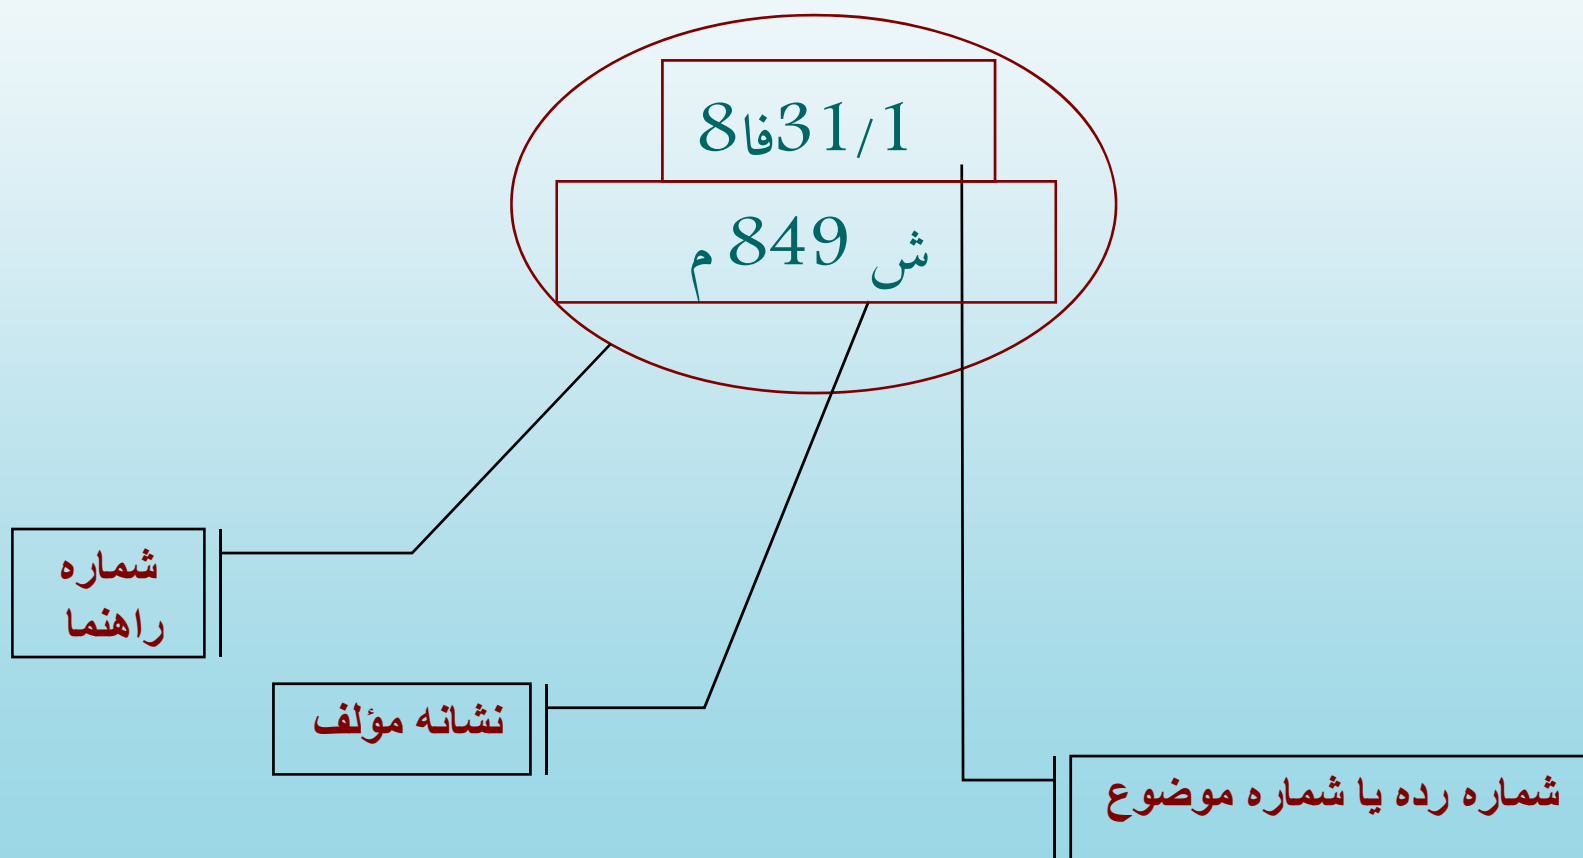 8فا31/1
ش 849 م
شماره
راهنما
نشانه مؤلف
شماره رده یا شماره موضوع